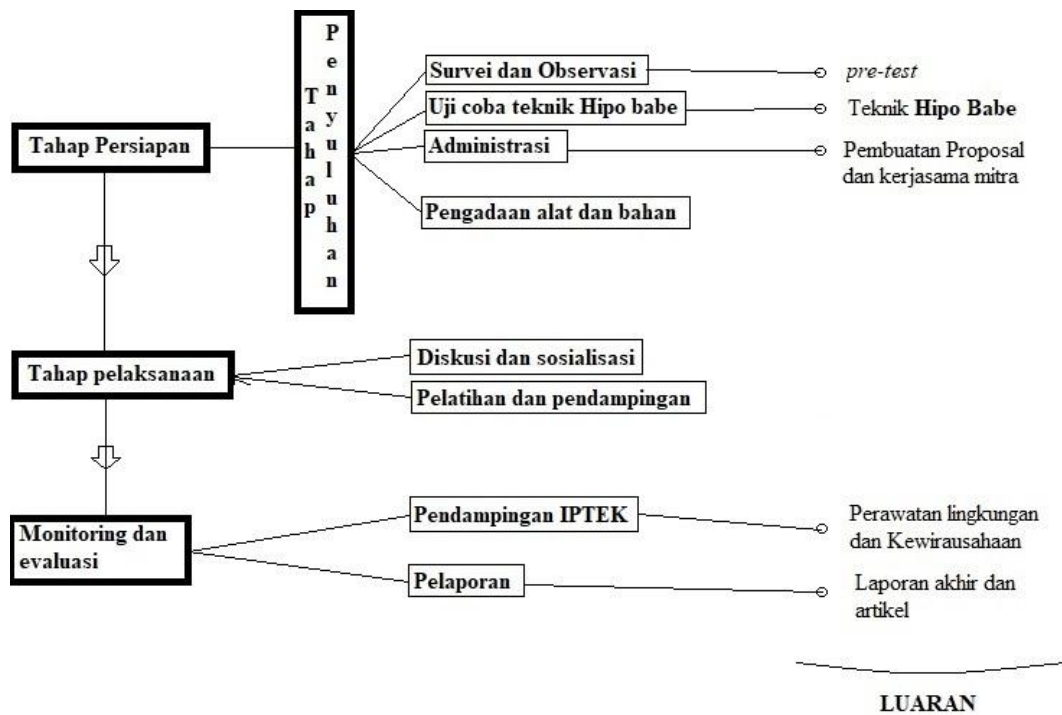 Tahap Persiapan
Tahap
Penyuluhan
Survei dan Observasi
pre-test
Uji coba teknik Hipo babe
Teknik Hipo Babe
Administrasi
Pembuatan Proposal
dan kerjasama mitra
Pengadaan alat dan bahan
Tahap pelaksanaan
Diskusi dan sosialisasi
Pelatihan dan pendampingan
Monitoring dan
evaluasi
Pendampingan IPTEK
Perawatan lingkungan
dan Kewirausahaan
Pelaporan
Laporan akhir dan
artikel
LUARAN